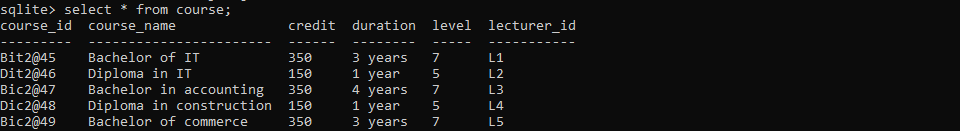 sqlite> select * from course;
course_id  course_name               credit  duration  level  lecturer_id
---------  ------------------------  ------  --------  -----  -----------
Bit2@45    Bachelor of IT            350     3 years   7      L1
Dit2@46    Diploma in IT             150     1 year    5      L2
Bic2@47    Bachelor in accounting    350     4 years   7      L3
Dic2@48    Diploma in construction   150     1 year    5      L4
Bic2@49    Bachelor of commerce      350     3 years   7      L5